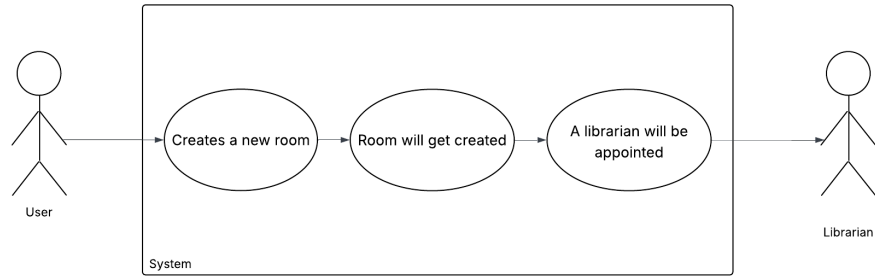 Creates a new room
Room will get created
A librarian will be
appointed
User
Librarian
System